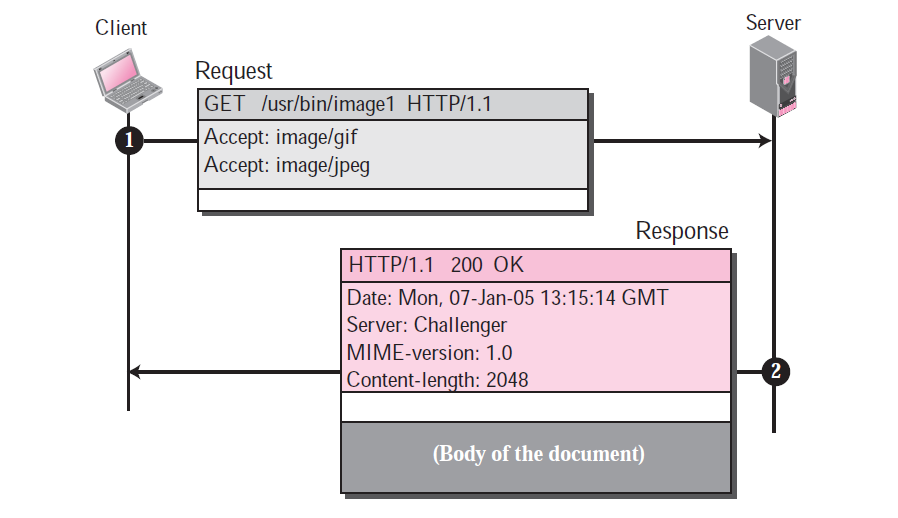 Client
Server
Request
GET /usr/bin/image1 HTTP/1.1
Accept: image/gif
Accept: image/jpeg
1
Response
HTTP/1.1 200 OK
Date: Mon, 07-Jan-05 13:15:14 GMT
Server: Challenger
MIME-version: 1.0
Content-length: 2048
2
(Body of the document)